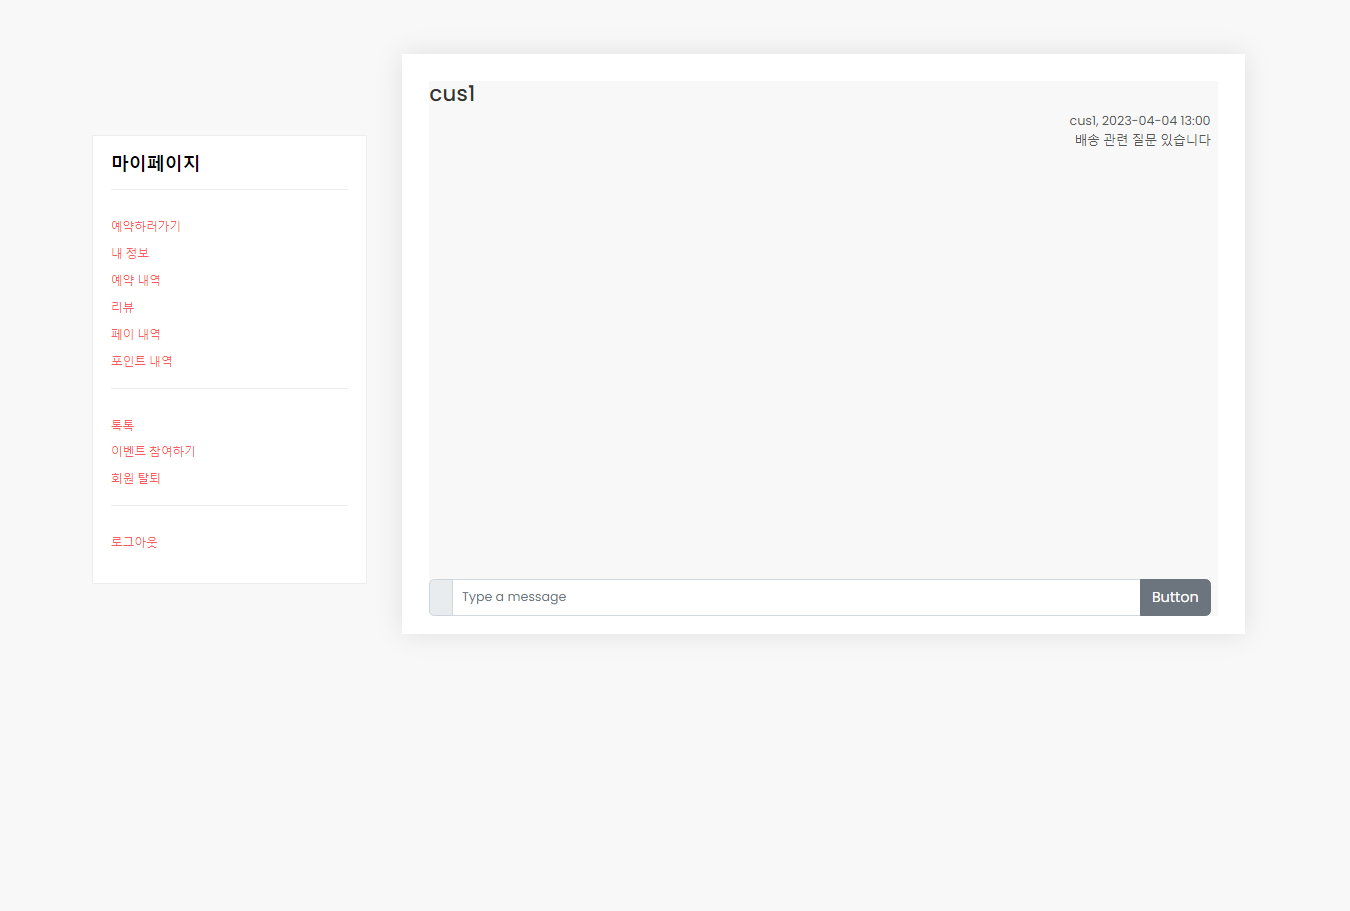 마이페이지
예약하러가기
내 정보
예약 내역
리뷰
페이 내역
포인트 내역
톡톡
이벤트 참여하기
회원 탈퇴
로그아웃
cus1
cus1, 2023-04-04 13:00
배송 관련 질문 있습니다
Type a message
Button